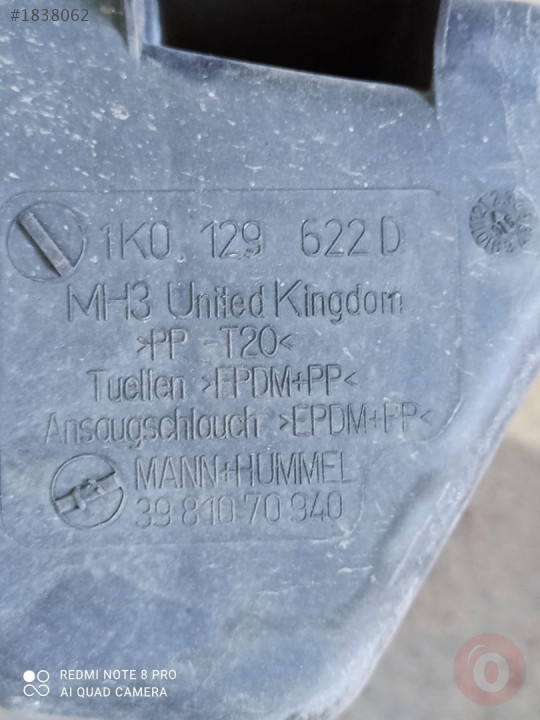 #1838062
1K0 129 622 D
MH3 United Kingdom
>PP -T20<
Tuellen >EPDM+PP<
Ansaugschlauch >EPDM+PP<
MANN+HUMMEL
39 810 70 940
REDMI NOTE 8 PRO
AI QUAD CAMERA